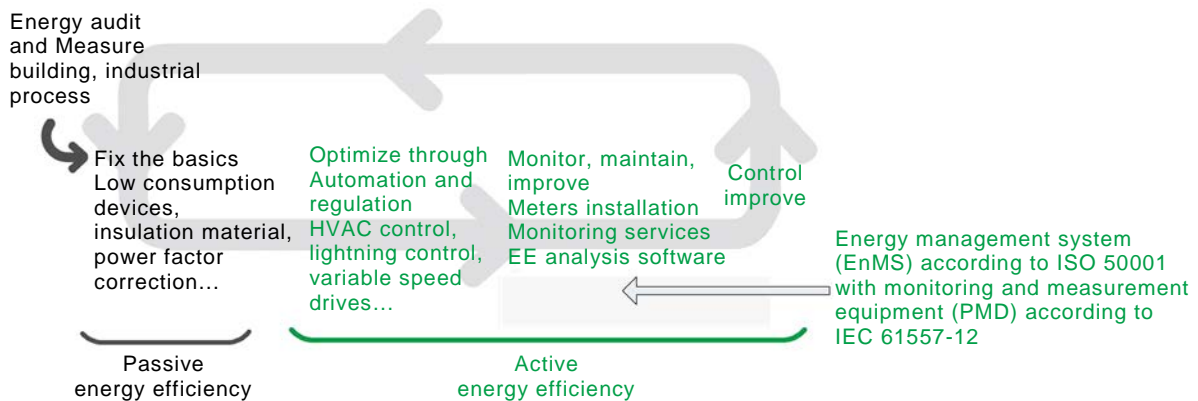 Energy audit
and Measure
building, industrial
process
Fix the basics
Low consumption
devices,
insulation material,
power factor
correction...
Optimize through
Automation and
regulation
HVAC control,
lightning control,
variable speed
drives...
Monitor, maintain,
improve
Meters installation
Monitoring services
EE analysis software
Control
improve
Energy management system
(EnMS) according to ISO 50001
with monitoring and measurement
equipment (PMD) according to
IEC 61557-12
Passive
energy efficiency
Active
energy efficiency